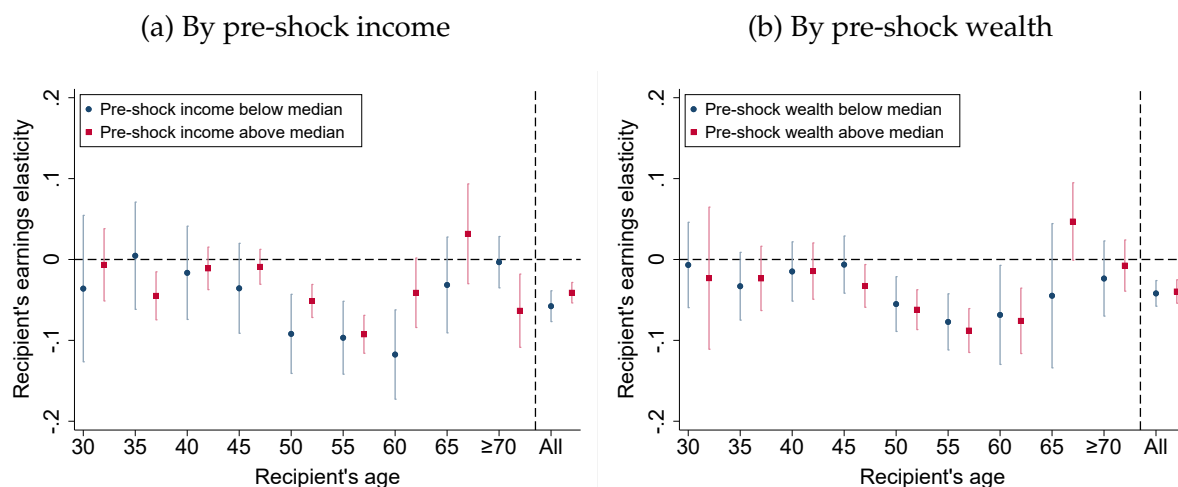 (a) By pre-shock income
Recipient's earnings elasticity
.2
.1
0
-.1
-.2
Pre-shock income below median
Pre-shock income above median
30 35 40 45 50 55 60 65 ≥70 All
Recipient's age
(b) By pre-shock wealth
Recipient's earnings elasticity
.2
.1
0
-.1
-.2
Pre-shock wealth below median
Pre-shock wealth above median
30 35 40 45 50 55 60 65 ≥70 All
Recipient's age